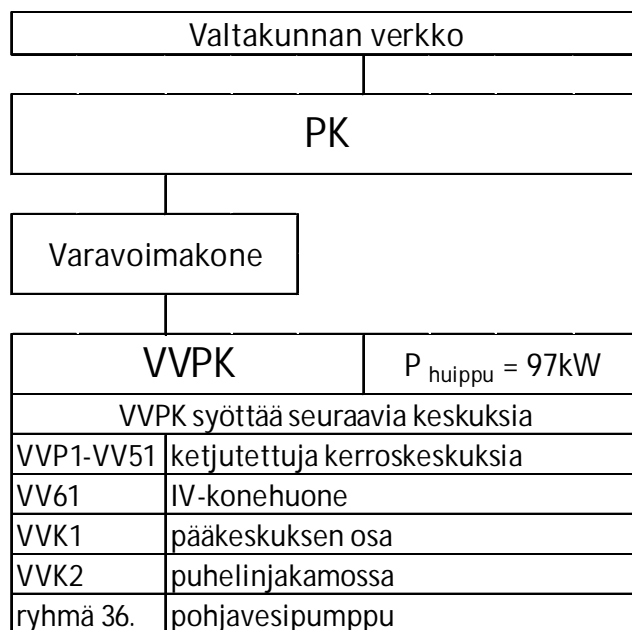 Valtakunnan verkko
PK
Varavoimakone
VVPK P huippu = 97kW
VVPK syöttää seuraavia keskuksia
VVP1-VV51 ketjutettuja kerroskeskuksia
VV61 IV-konehuone
VVK1 pääkeskuksen osa
VVK2 puhelinjakamossa
ryhmä 36. pohjavesipumppu